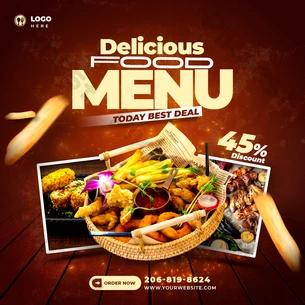 LOGO
HERE
Delicious
FOOD
MENU
TODAY BEST DEAL
45%
Discount
ORDER NOW
206-819-8624
WWW.YOURWEBSITE.COM